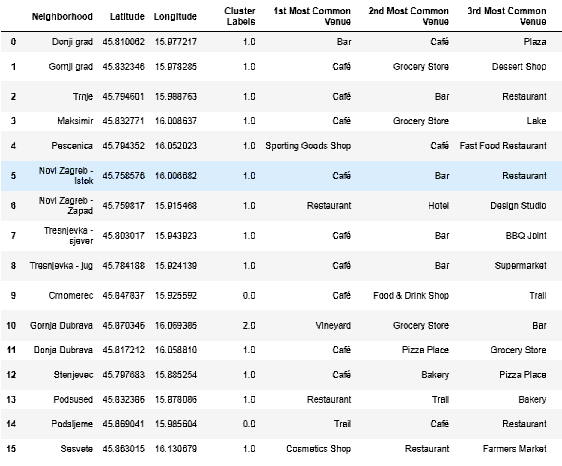 Neighborhood Latitude Longitude Cluster Labels 1st Most Common Venue 2nd Most Common Venue 3rd Most Common Venue
0 Donji grad 45.810062 15.977217 1.0 Bar Café Plaza
1 Gornji grad 45.832346 15.978285 1.0 Café Grocery Store Dessert Shop
2 Trnje 45.794601 15.988763 1.0 Café Bar Restaurant
3 Maksimir 45.832771 16.008637 1.0 Café Grocery Store Lake
4 Pescenica 45.794352 16.052023 1.0 Sporting Goods Shop Café Fast Food Restaurant
5 Novi Zagreb - Istok 45.758576 16.006682 1.0 Café Bar Restaurant
6 Novi Zagreb - Zapad 45.759817 15.915468 1.0 Restaurant Hotel Design Studio
7 Tresnjevka - sjever 45.803017 15.943923 1.0 Café Bar BBQ Joint
8 Tresnjevka - jug 45.784188 15.924139 1.0 Café Bar Supermarket
9 Crnomerec 45.847837 15.925592 0.0 Café Food & Drink Shop Trail
10 Gornja Dubrava 45.870346 16.069385 2.0 Vineyard Grocery Store Bar
11 Donja Dubrava 45.817212 16.058810 1.0 Café Pizza Place Grocery Store
12 Stenjevec 45.797683 15.885254 1.0 Café Bakery Pizza Place
13 Podsused 45.832386 15.878086 1.0 Restaurant Trail Bakery
14 Podsljeme 45.869041 15.985604 0.0 Trail Café Restaurant
15 Sesvete 45.863015 16.130679 1.0 Cosmetics Shop Restaurant Farmers Market